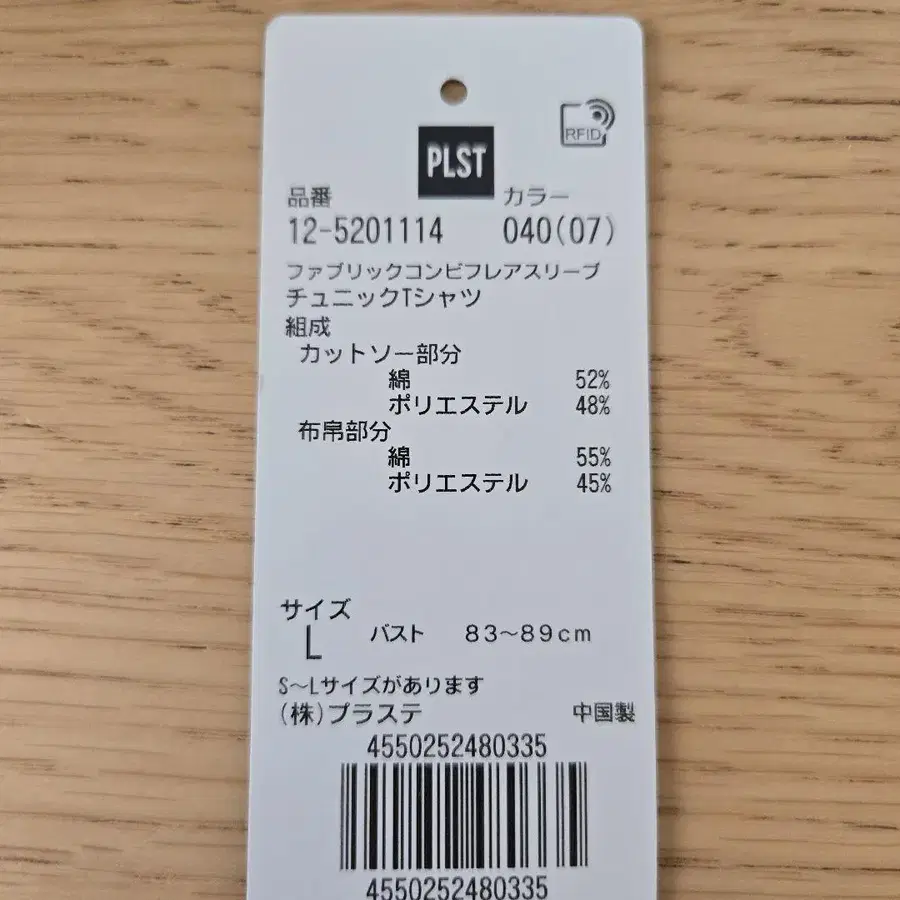 RFID
PLST
品番 カラー
12-5201114 040(07)
ファブリックコンビフレアスリーブ
チュニックTシャツ
組成
カットソー部分
綿 52%
ポリエステル 48%
布帛部分
綿 55%
ポリエステル 45%
サイズ
L バスト 83~89cm
S~Lサイズがあります
(株)プラステ 中国製
4550252480335
4550252480335